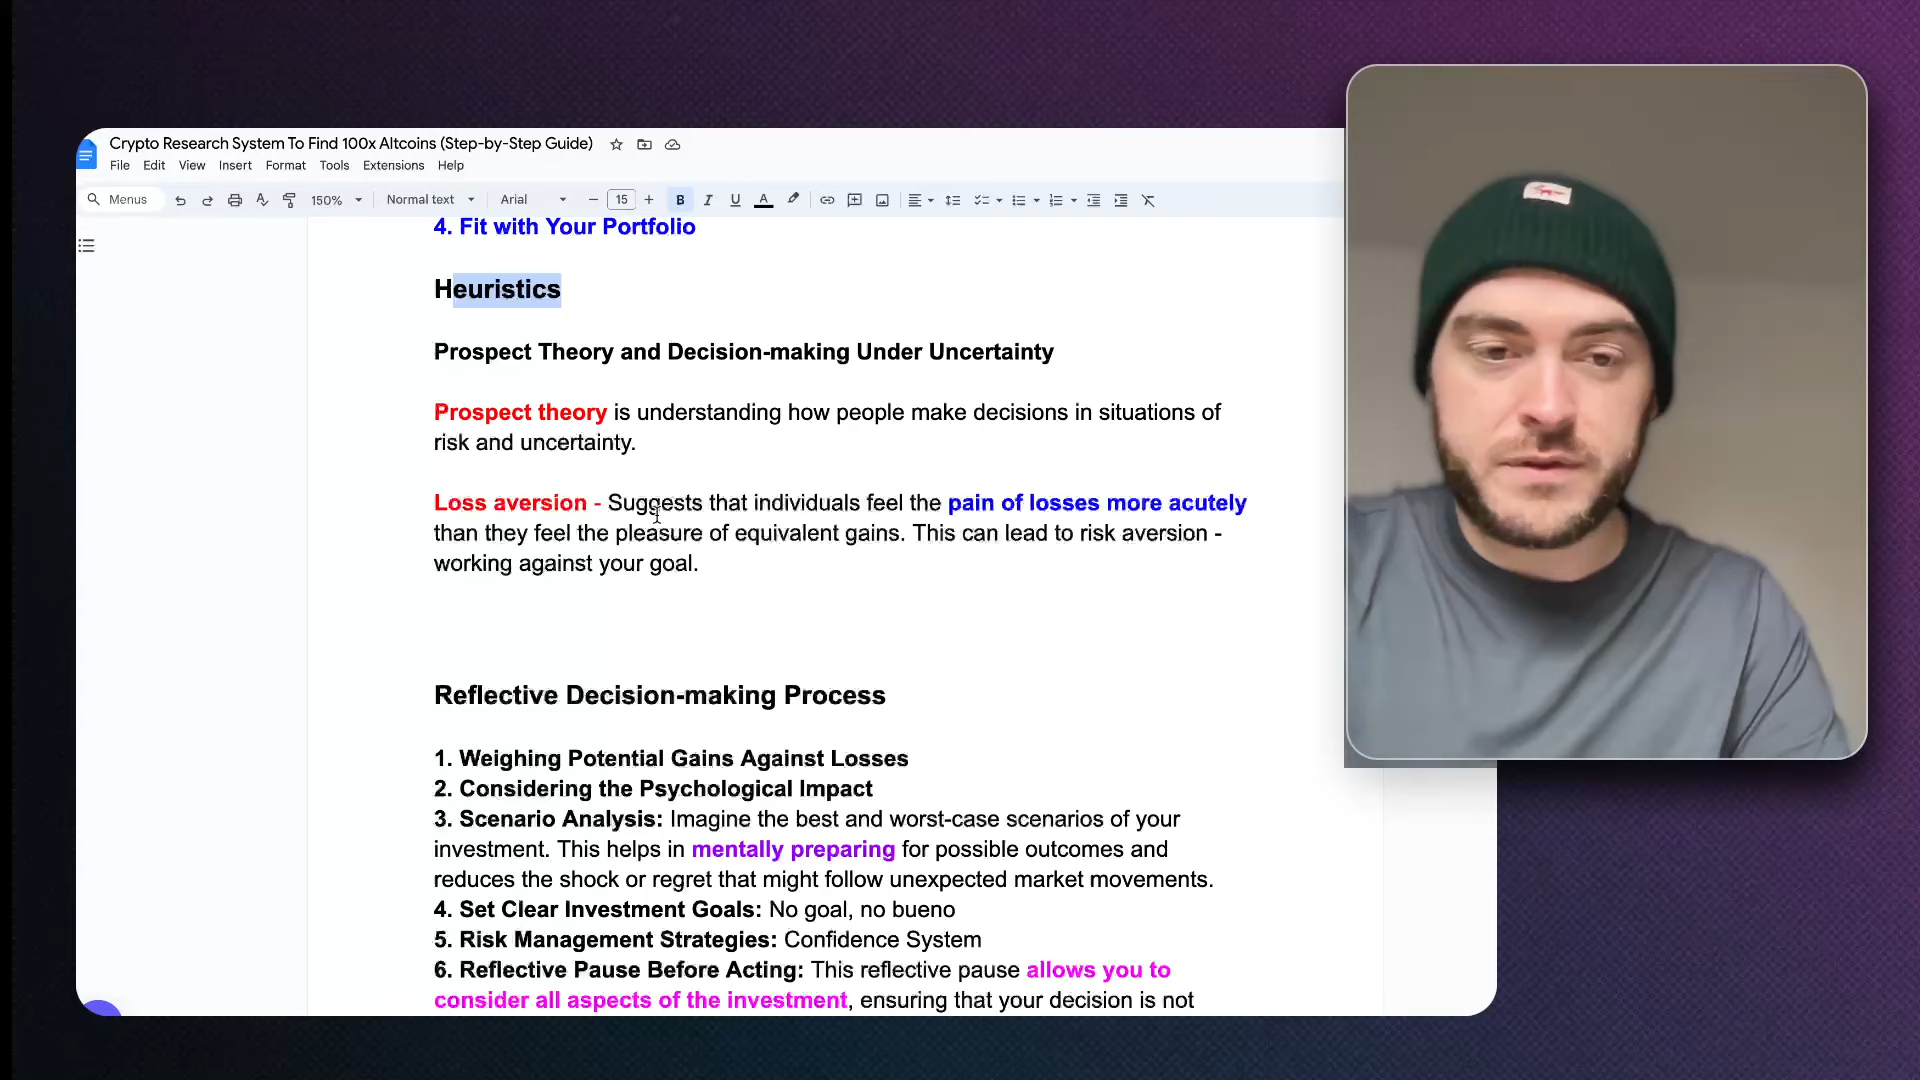 Crypto Research System To Find 100x Altcoins (Step-by-Step Guide)
File Edit View Insert Format Tools Extensions Help
Menus 150% Normal text Arial 15 B I U A
4. Fit with Your Portfolio
Heuristics
Prospect Theory and Decision-making Under Uncertainty
Prospect theory is understanding how people make decisions in situations of
risk and uncertainty.
Loss aversion - Suggests that individuals feel the pain of losses more acutely
than they feel the pleasure of equivalent gains. This can lead to risk aversion -
working against your goal.
Reflective Decision-making Process
1. Weighing Potential Gains Against Losses
2. Considering the Psychological Impact
3. Scenario Analysis: Imagine the best and worst-case scenarios of your
investment. This helps in mentally preparing for possible outcomes and
reduces the shock or regret that might follow unexpected market movements.
4. Set Clear Investment Goals: No goal, no bueno
5. Risk Management Strategies: Confidence System
6. Reflective Pause Before Acting: This reflective pause allows you to
consider all aspects of the investment, ensuring that your decision is not